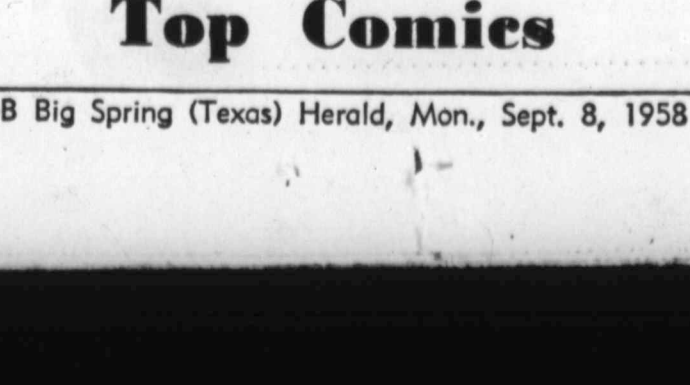 Top Comics
B Big Spring (Texas) Herald, Mon., Sept. 8, 1958